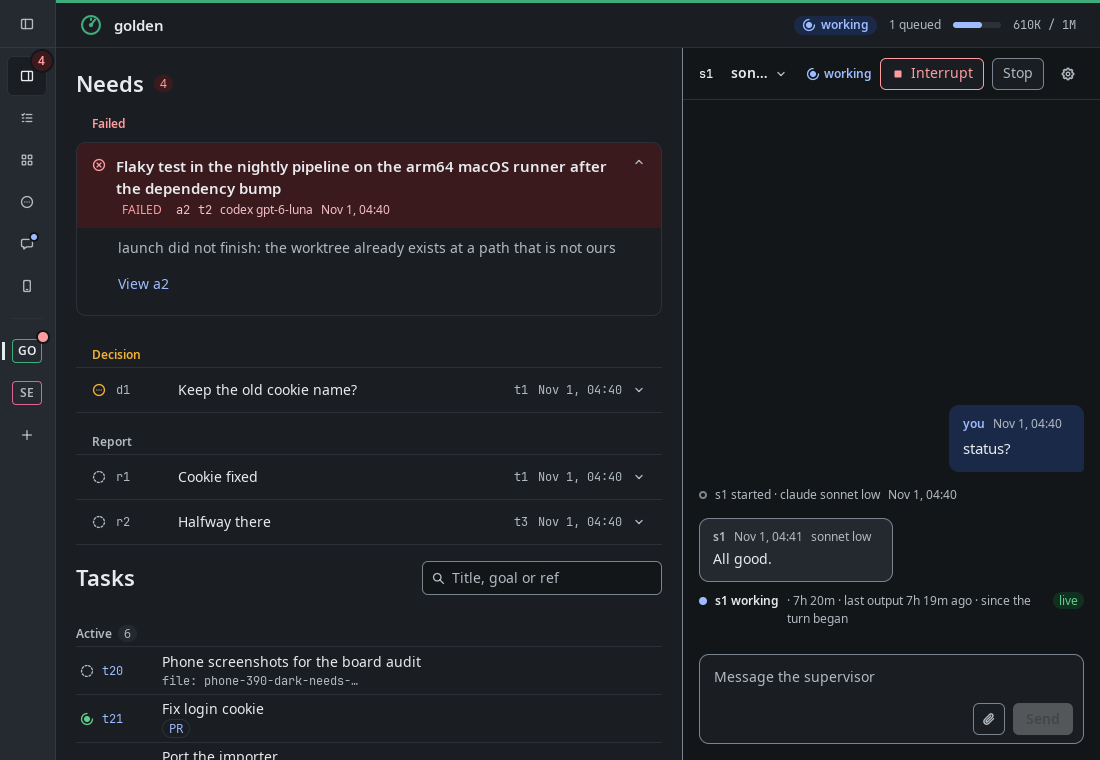 golden
working
1 queued
610K / 1M
4
GO
SE
Needs 4
Failed
Flaky test in the nightly pipeline on the arm64 macOS runner after
the dependency bump
FAILED a2 t2 codex gpt-6-luna Nov 1, 04:40
launch did not finish: the worktree already exists at a path that is not ours
View a2
Decision
d1 Keep the old cookie name? t1 Nov 1, 04:40
Report
r1 Cookie fixed t1 Nov 1, 04:40
r2 Halfway there t3 Nov 1, 04:40
Tasks
Title, goal or ref
Active 6
t20 Phone screenshots for the board audit
file: phone-390-dark-needs-…
t21 Fix login cookie
PR
Port the importer
s1 son... working Interrupt Stop
you Nov 1, 04:40
status?
s1 started · claude sonnet low Nov 1, 04:40
s1 Nov 1, 04:41 sonnet low
All good.
s1 working · 7h 20m · last output 7h 19m ago · since the
turn began
live
Message the supervisor
Send